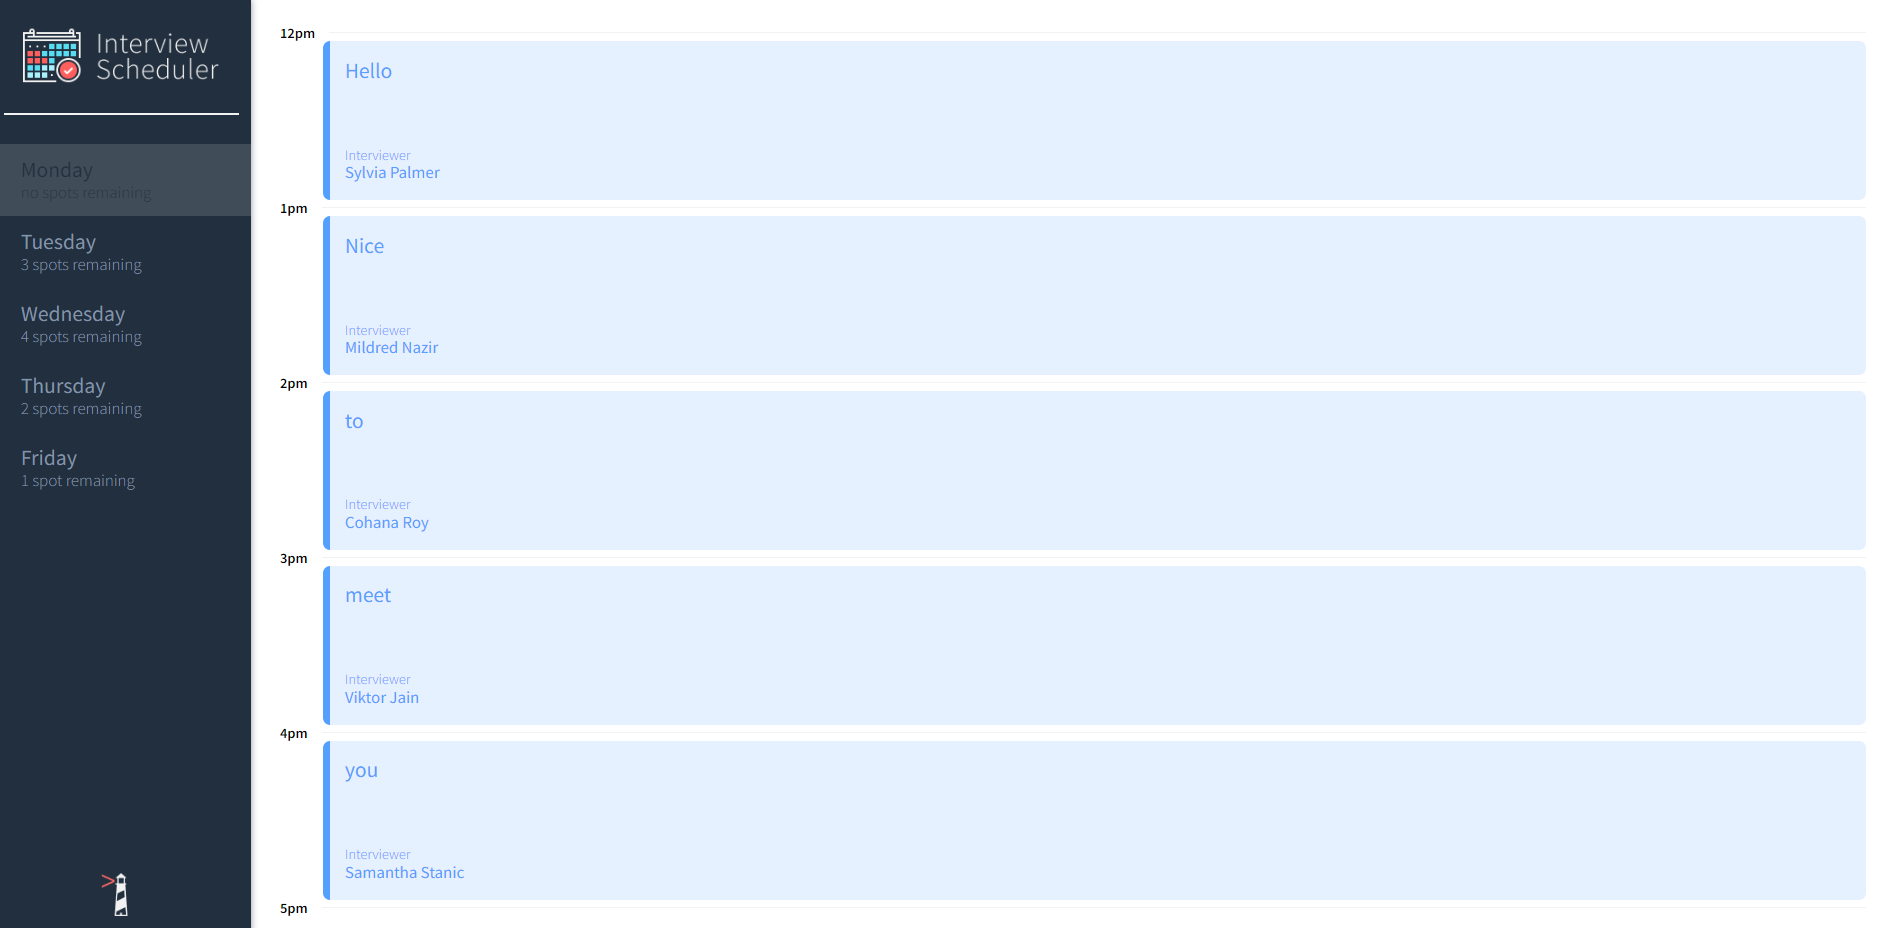 Interview
Scheduler
Monday
no spots remaining
Tuesday
3 spots remaining
Wednesday
4 spots remaining
Thursday
2 spots remaining
Friday
1 spot remaining
12pm
Hello
Interviewer
Sylvia Palmer
1pm
Nice
Interviewer
Mildred Nazir
2pm
to
Interviewer
Cohana Roy
3pm
meet
Interviewer
Viktor Jain
4pm
you
Interviewer
Samantha Stanic
5pm